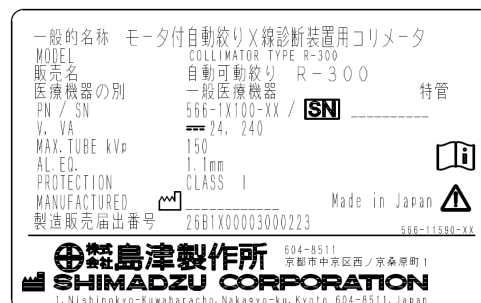 一般的名称 モータ付自動絞りX線診断装置用コリメータ
MODEL COLLIMATOR TYPE R-300
販売名 自動可動絞り R-300
医療機器の別 一般医療機器 特管
PN / SN 566-1X100-XX / SN __________
V, VA 24, 240
MAX.TUBE kVp 150
AL.EQ. 1.1mm
PROTECTION CLASS I
MANUFACTURED ____________ Made in Japan
製造販売届出番号 26B1X00003000223
566-11590-XX
株式会社 島津製作所 604-8511
京都市中京区西ノ京桑原町1
SHIMADZU CORPORATION
1,Nishinokyo-Kuwabaracho,Nakagyo-ku,Kyoto 604-8511,Japan